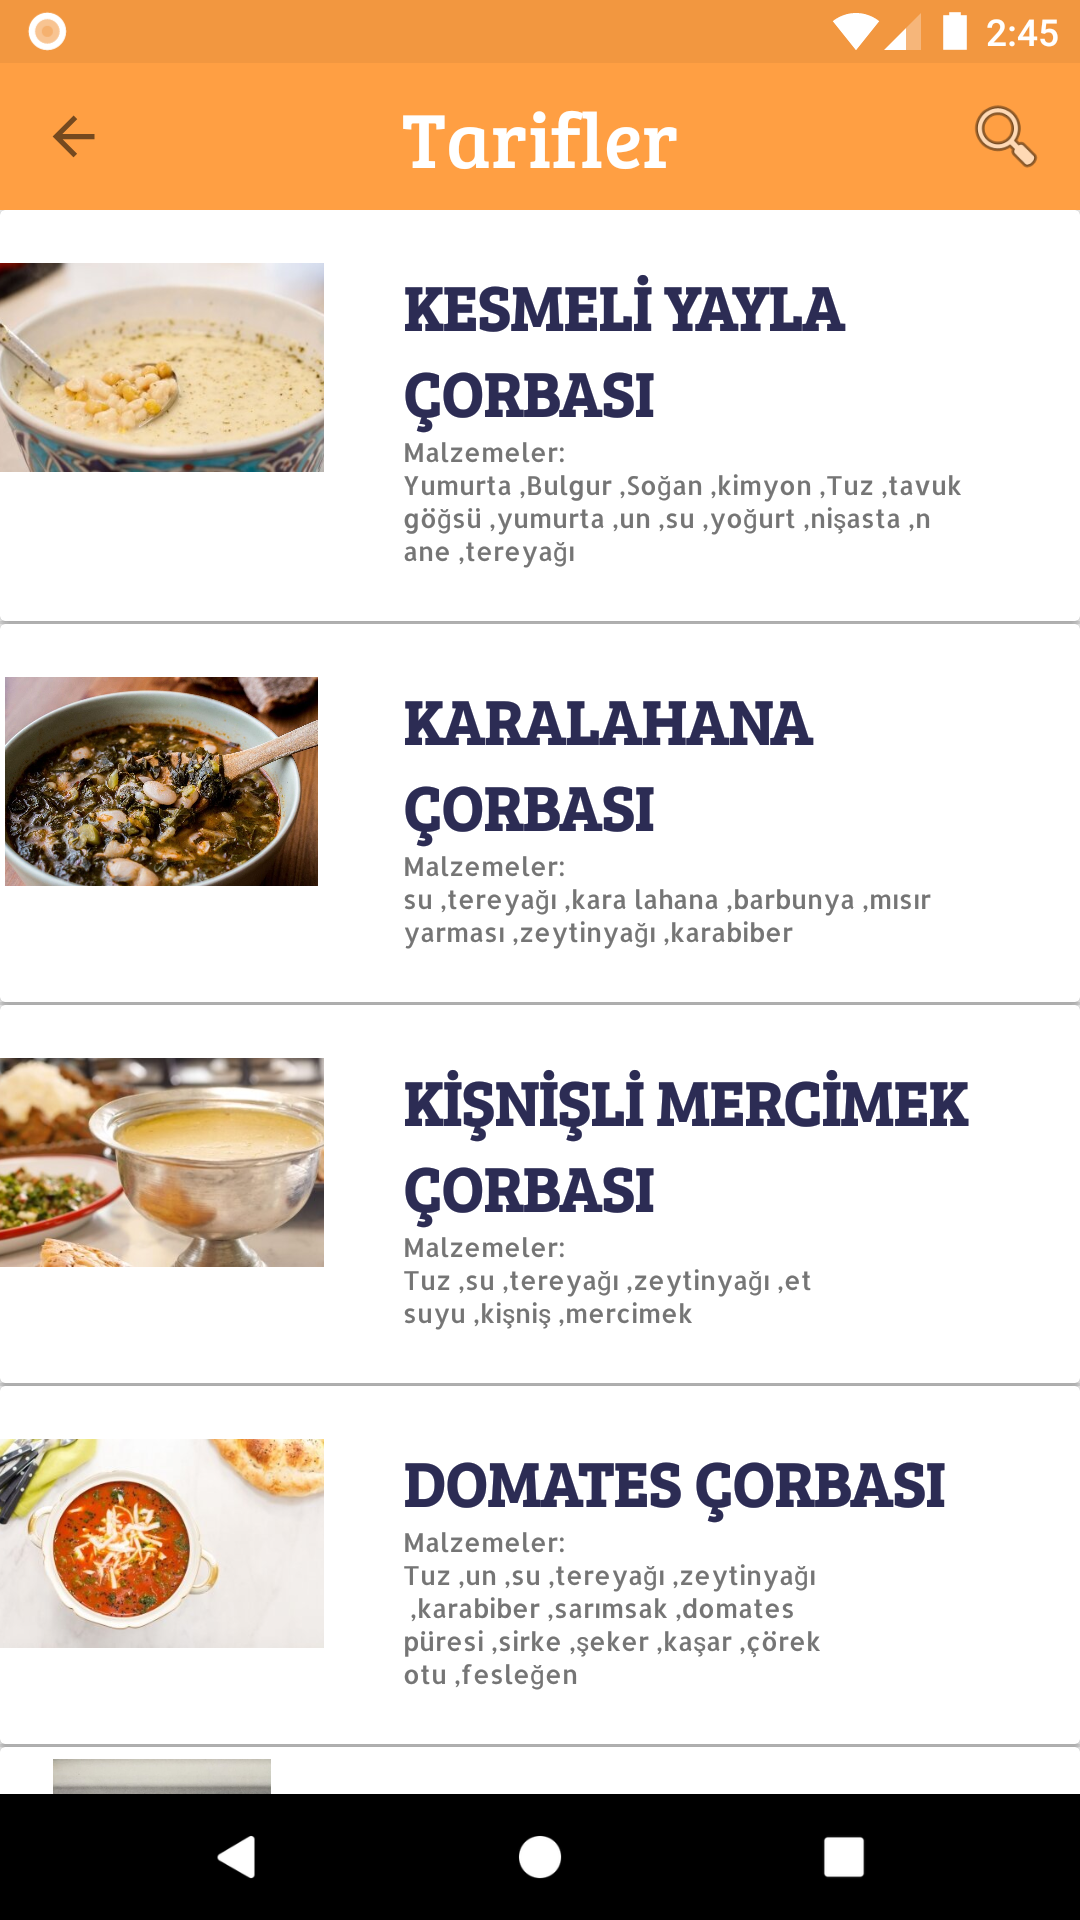 2:45
Tarifler
KESMELİ YAYLA
ÇORBASI
Malzemeler:
Yumurta ,Bulgur ,Soğan ,kimyon ,Tuz ,tavuk
göğsü ,yumurta ,un ,su ,yoğurt ,nişasta ,n
ane ,tereyağı
KARALAHANA
ÇORBASI
Malzemeler:
su ,tereyağı ,kara lahana ,barbunya ,mısır
yarması ,zeytinyağı ,karabiber
KİŞNİŞLİ MERCİMEK
ÇORBASI
Malzemeler:
Tuz ,su ,tereyağı ,zeytinyağı ,et
suyu ,kişniş ,mercimek
DOMATES ÇORBASI
Malzemeler:
Tuz ,un ,su ,tereyağı ,zeytinyağı
,karabiber ,sarımsak ,domates
püresi ,sirke ,şeker ,kaşar ,çörek
otu ,fesleğen